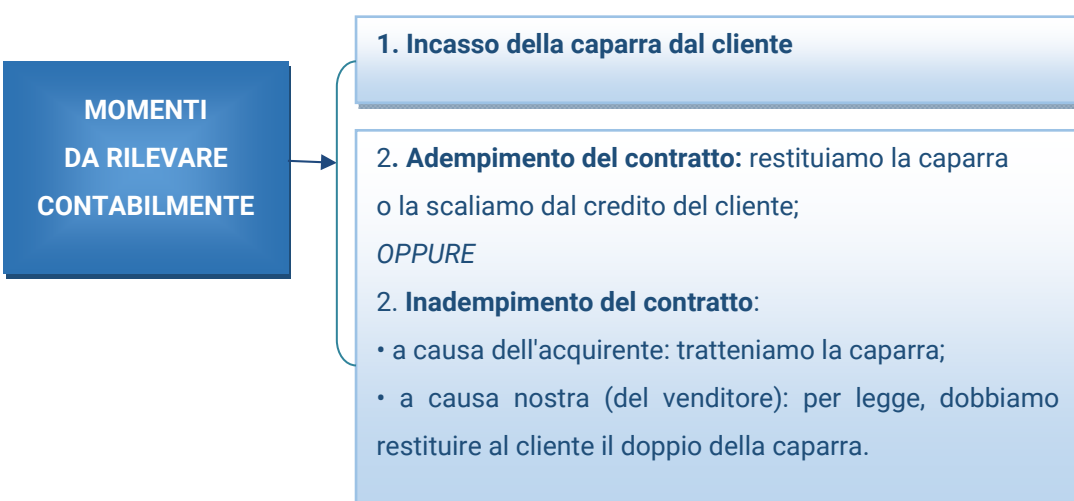 MOMENTI
DA RILEVARE
CONTABILMENTE
1. Incasso della caparra dal cliente
2. Adempimento del contratto: restituiamo la caparra
o la scaliamo dal credito del cliente;
OPPURE
2. Inadempimento del contratto:
• a causa dell'acquirente: tratteniamo la caparra;
• a causa nostra (del venditore): per legge, dobbiamo
restituire al cliente il doppio della caparra.